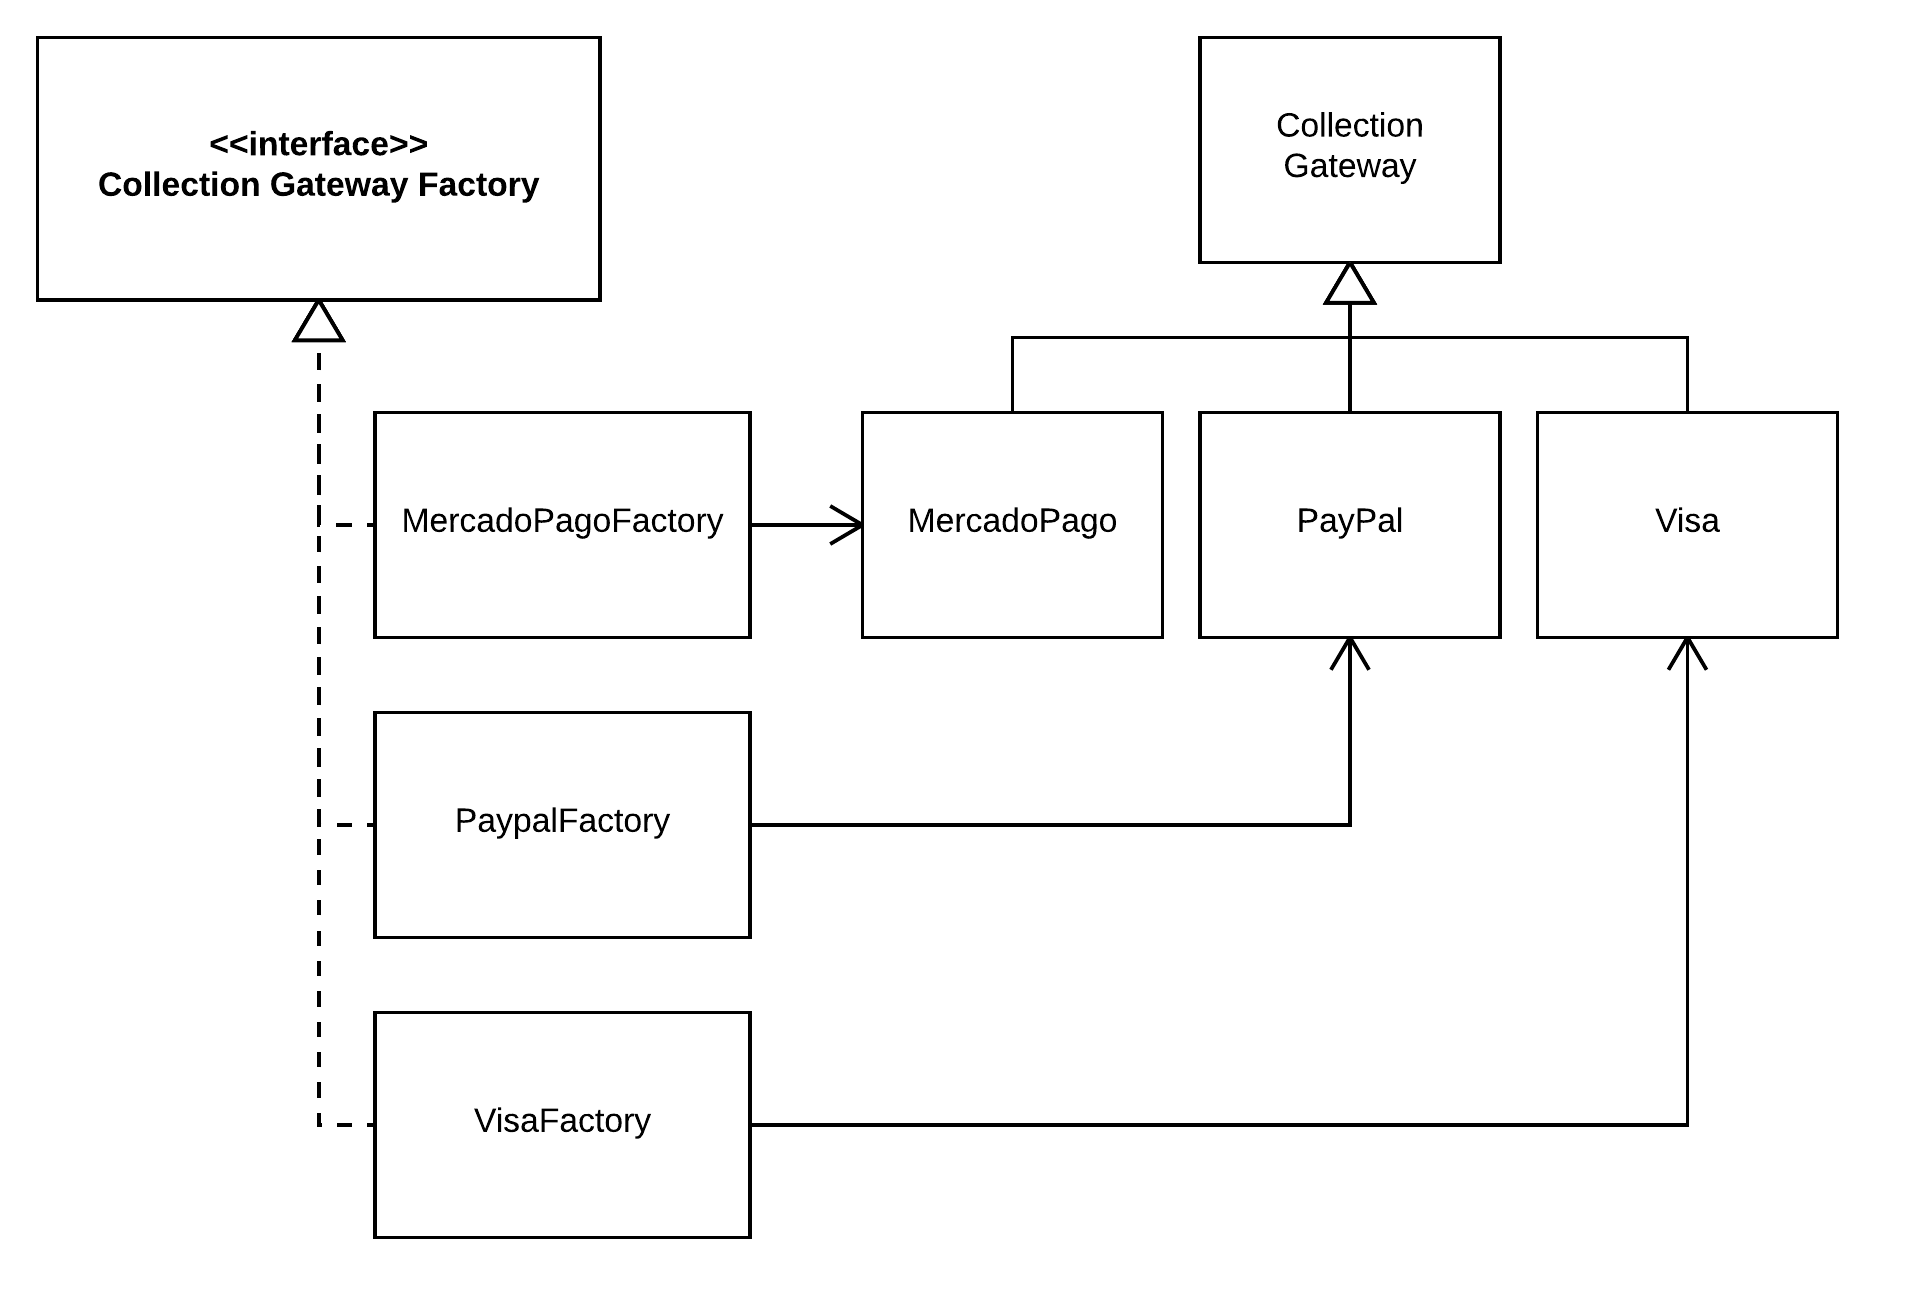 <<interface>>
Collection Gateway Factory
Collection
Gateway
MercadoPagoFactory
MercadoPago
PayPal
Visa
PaypalFactory
VisaFactory